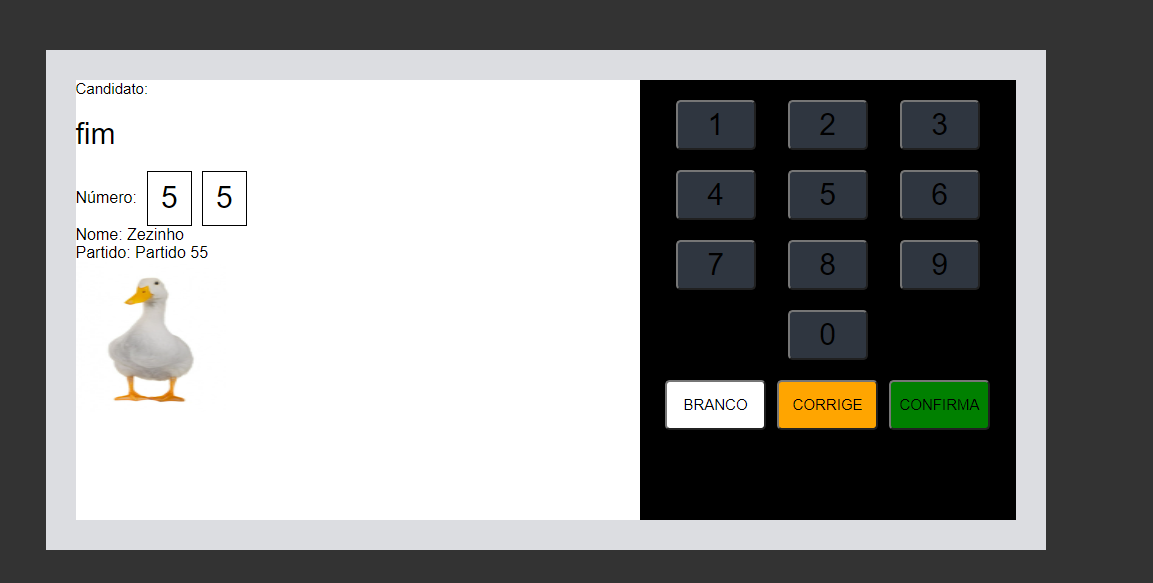 Candidato:
fim
Número: 5 5
Nome: Zezinho
Partido: Partido 55
1 2 3
4 5 6
7 8 9
0
BRANCO CORRIGE CONFIRMA